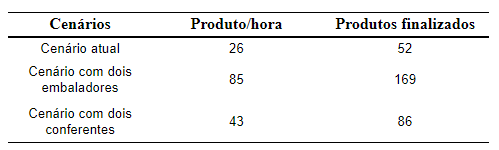 Cenários Produto/hora Produtos finalizados
Cenário atual 26 52
Cenário com dois
embaladores 85 169
Cenário com dois
conferentes 43 86